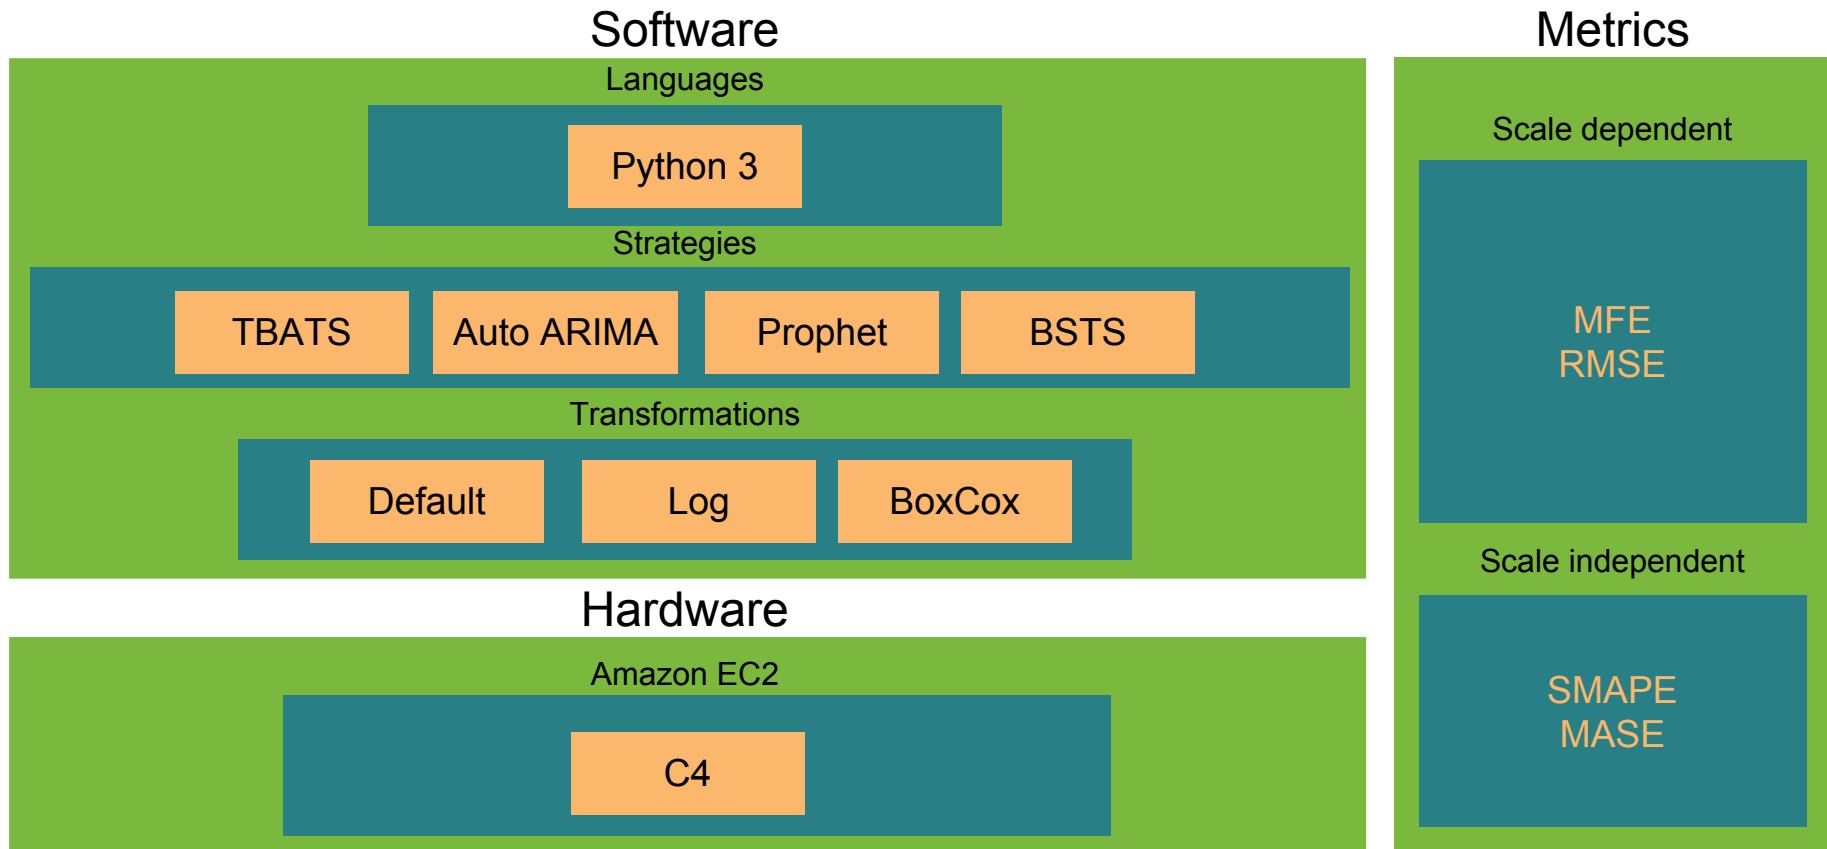 Software
Languages
Python 3
Strategies
TBATS
Auto ARIMA
Prophet
BSTS
Transformations
Default
Log
BoxCox
Hardware
Amazon EC2
C4
Metrics
Scale dependent
MFE
RMSE
Scale independent
SMAPE
MASE